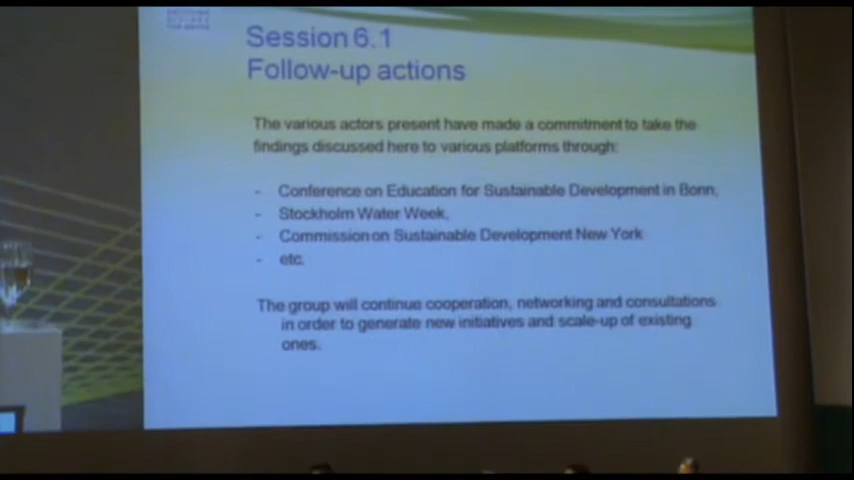 Session 6.1
Follow-up actions
The various actors present have made a commitment to take the
findings discussed here to various platforms through:
- Conference on Education for Sustainable Development in Bonn,
- Stockholm Water Week,
- Commission on Sustainable Development New York
- etc.
The group will continue cooperation, networking and consultations
in order to generate new initiatives and scale-up of existing
ones.